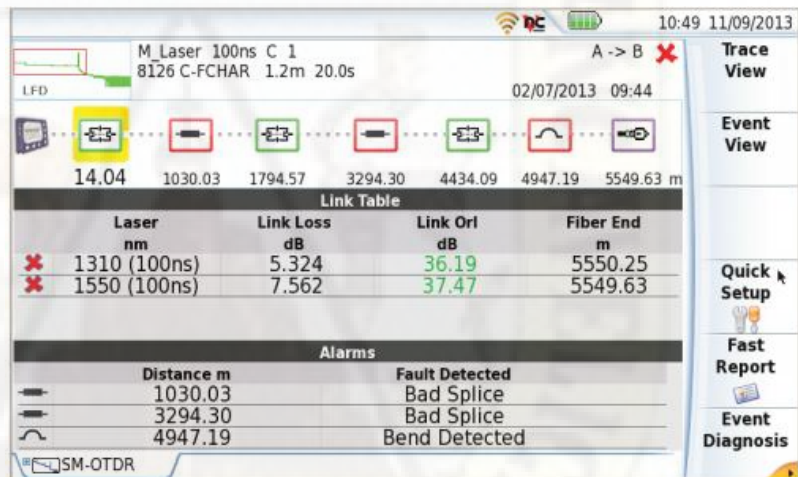 10:49 11/09/2013
M_Laser 100ns C 1
A -> B
8126 C-FCHAR 1.2m 20.0s
LFD
02/07/2013 09:44
14.04 1030.03 1794.57 3294.30 4434.09 4947.19 5549.63 m
Link Table
Laser Link Loss Link Orl Fiber End
nm dB dB m
1310 (100ns) 5.324 36.19 5550.25
1550 (100ns) 7.562 37.47 5549.63
Alarms
Distance m Fault Detected
1030.03 Bad Splice
3294.30 Bad Splice
4947.19 Bend Detected
SM-OTDR
Trace
View
Event
View
Quick
Setup
Fast
Report
Event
Diagnosis